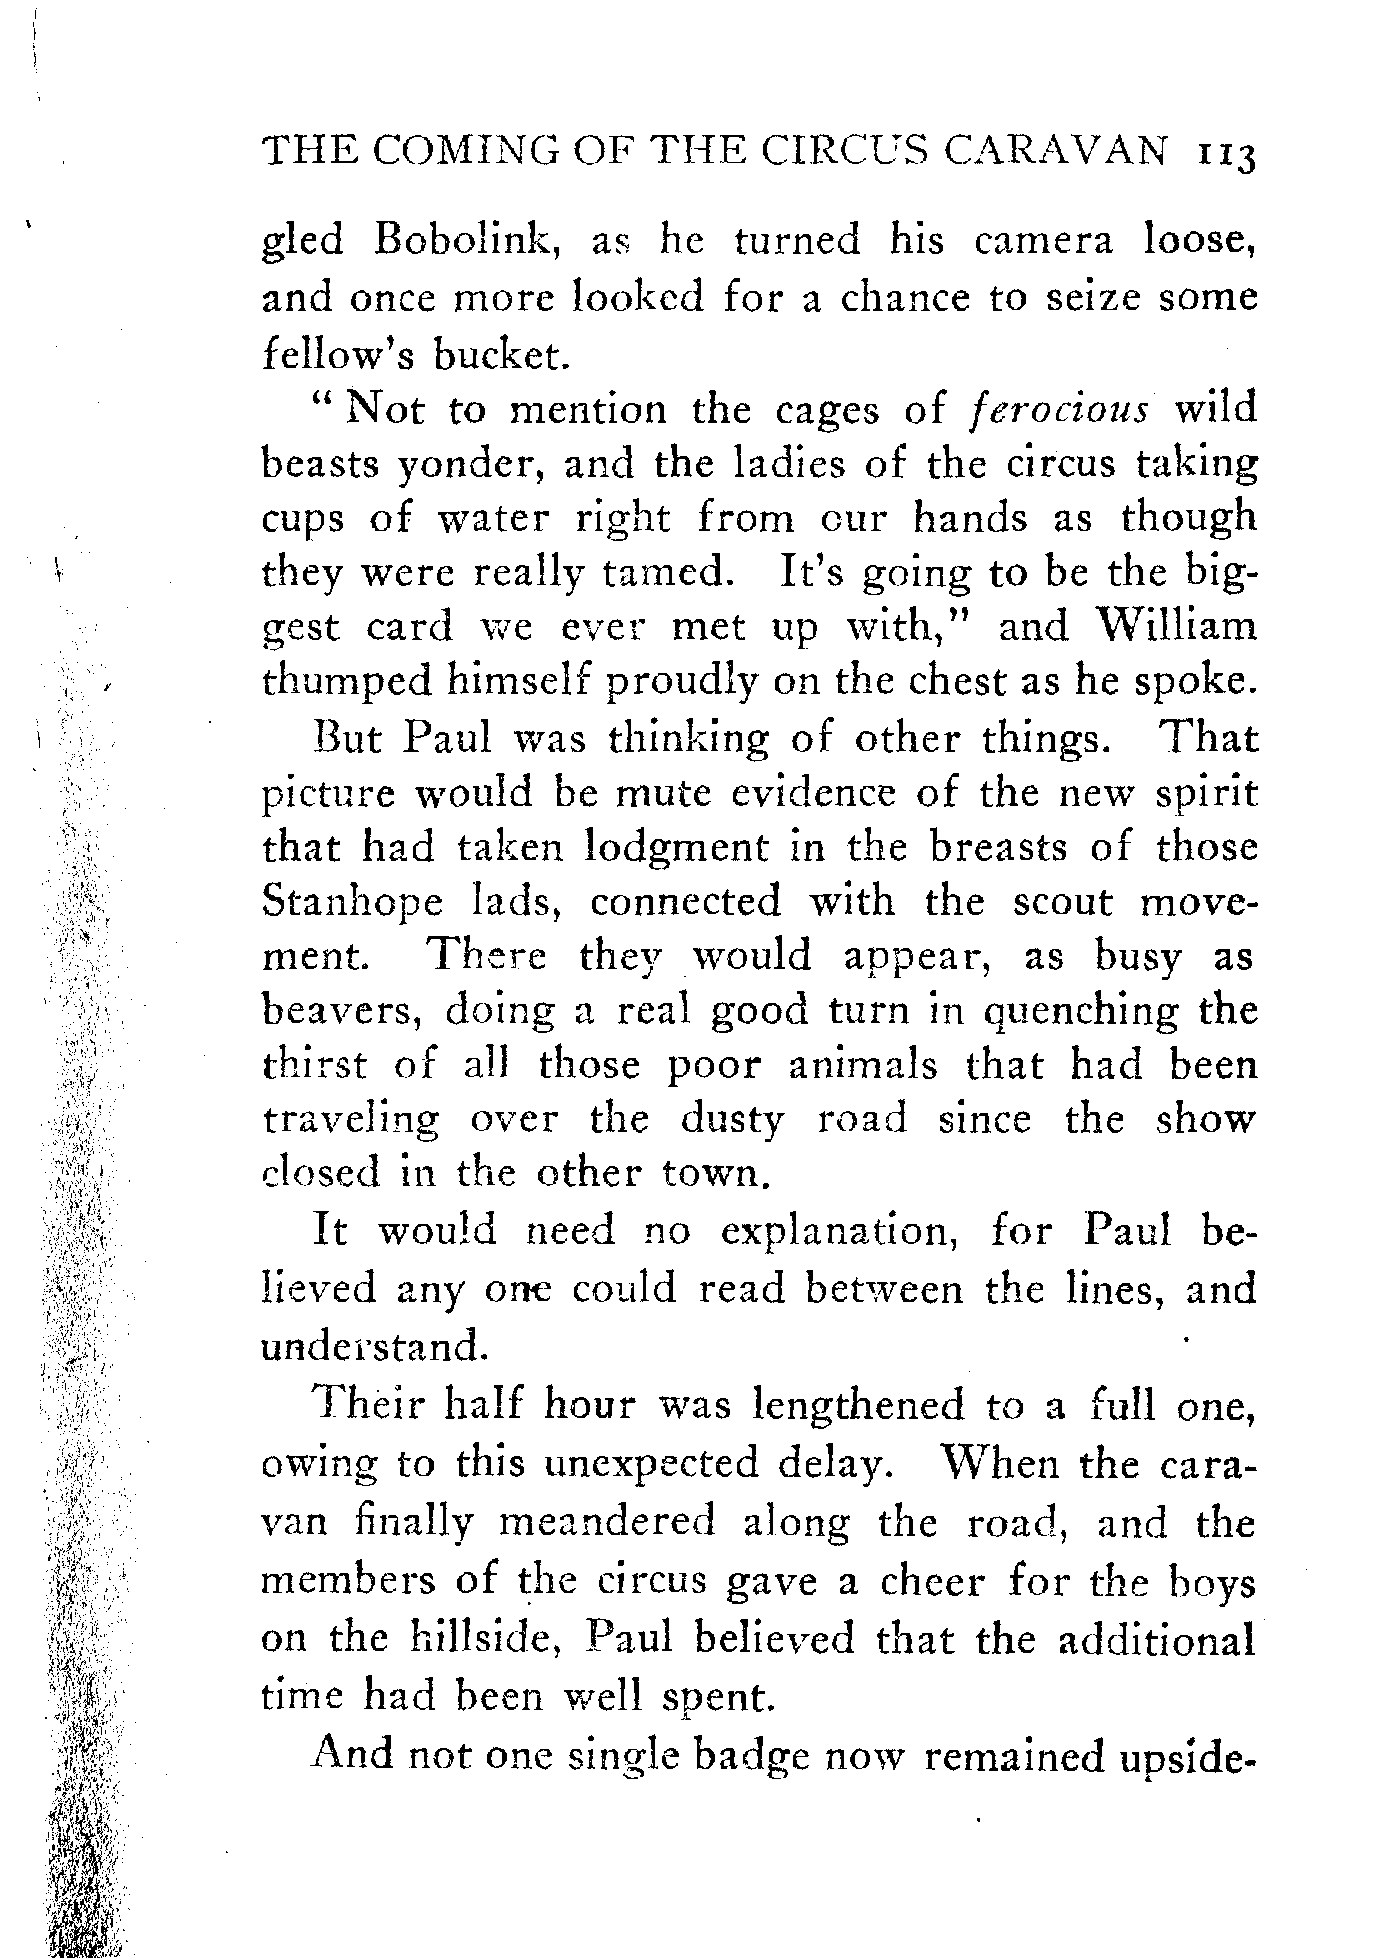 THE COMING OF THE CIRCUS CARAVAN 113
gled Bobolink, as he turned his camera loose,
and once more looked for a chance to seize some
fellow's bucket.
" Not to mention the cages of ferocious wild
beasts yonder, and the ladies of the circus taking
cups of water right from our hands as though
they were really tamed. It's going to be the big-
gest card we ever met up with," and William
thumped himself proudly on the chest as he spoke.
But Paul was thinking of other things. That
picture would be mute evidence of the new spirit
that had taken lodgment in the breasts of those
Stanhope lads, connected with the scout move-
ment. There they would appear, as busy as
beavers, doing a real good turn in quenching the
thirst of all those poor animals that had been
traveling over the dusty road since the show
closed in the other town.
It would need no explanation, for Paul be-
lieved any one could read between the lines, and
understand.
Their half hour was lengthened to a full one,
owing to this unexpected delay. When the cara-
van finally meandered along the road, and the
members of the circus gave a cheer for the boys
on the hillside, Paul believed that the additional
time had been well spent.
And not one single badge now remained upside-